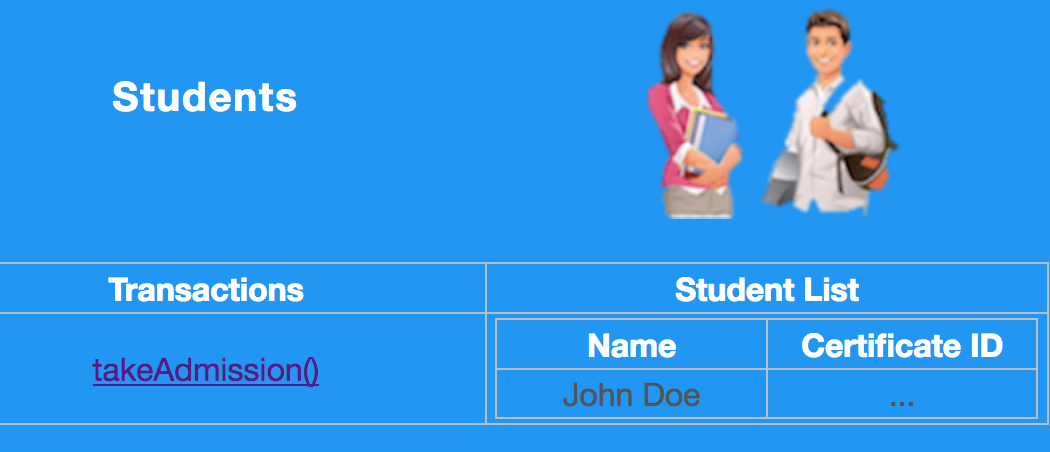 Students
Transactions
Student List
Name
Certificate ID
takeAdmission()
John Doe
...